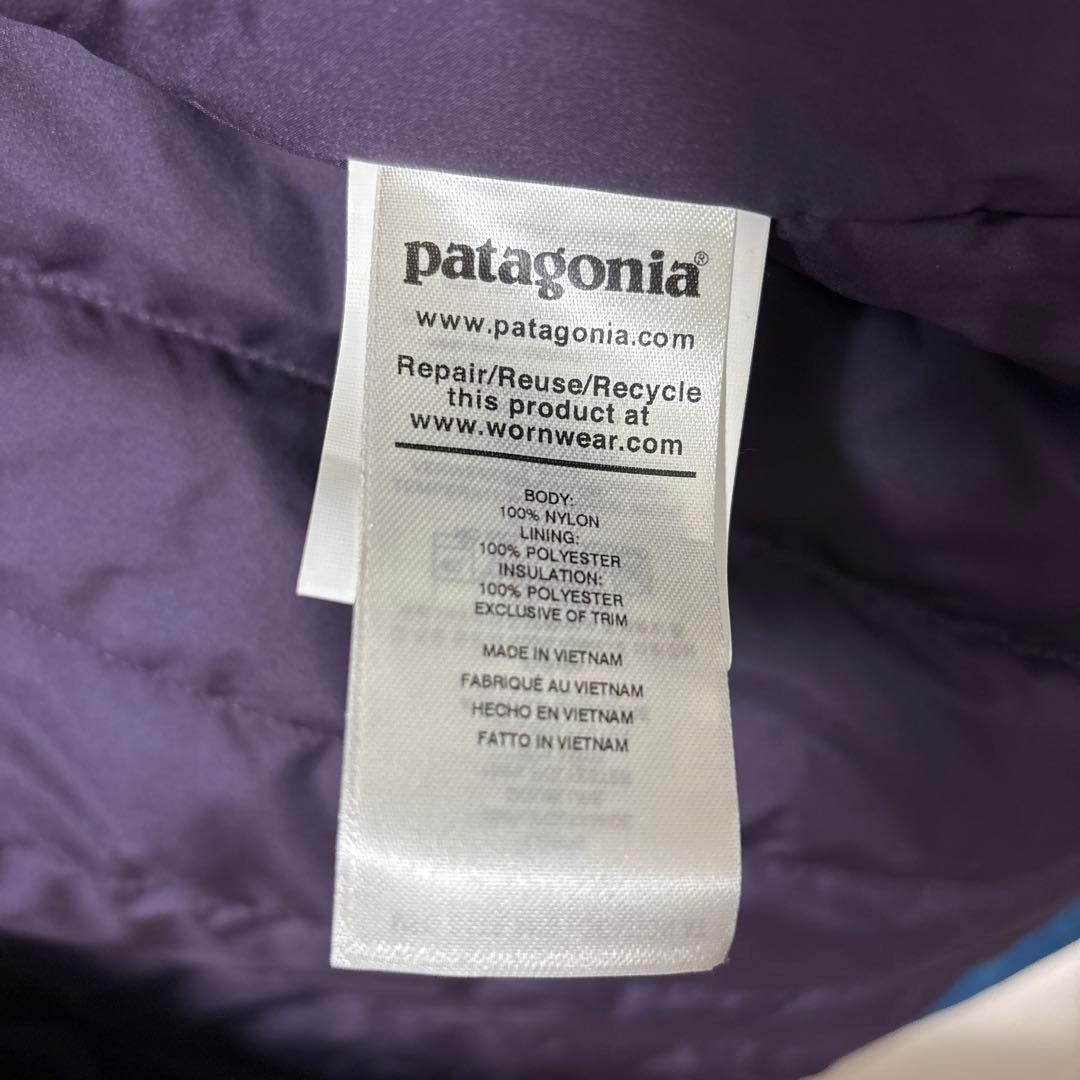 patagonia®
www.patagonia.com
Repair/Reuse/Recycle
this product at
www.wornwear.com
BODY:
100% NYLON
LINING:
100% POLYESTER
INSULATION:
100% POLYESTER
EXCLUSIVE OF TRIM
MADE IN VIETNAM
FABRIQUÉ AU VIETNAM
HECHO EN VIETNAM
FATTO IN VIETNAM